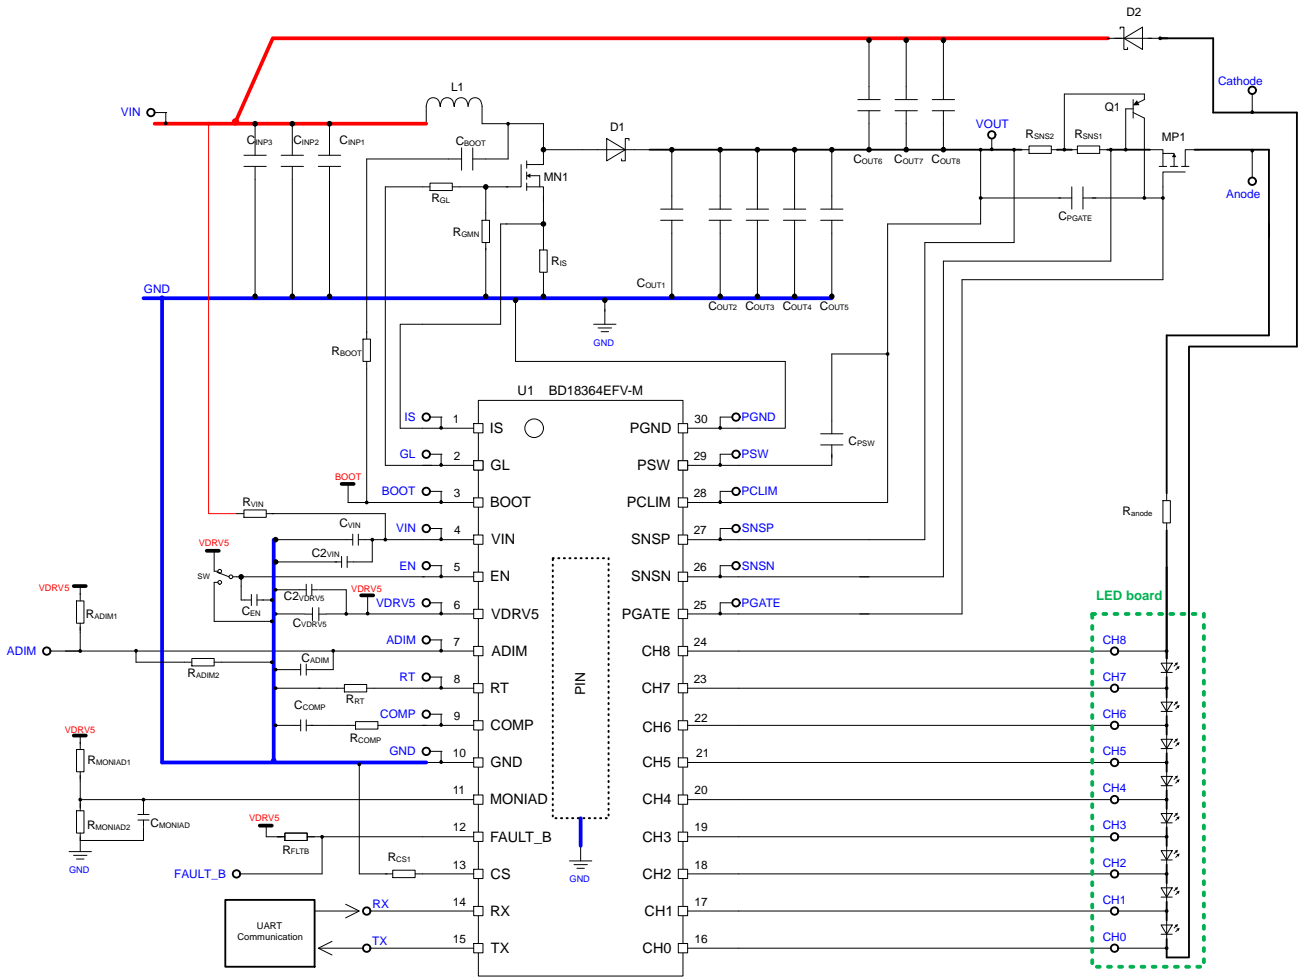 D2
Cathode
L1
VIN
Q1
CINP3
CINP2
CINP1
CBOOT
D1
VOUT
RSNS2
RSNS1
MP1
COUT6
COUT7
COUT8
MN1
RGL
Anode
CPGATE
RGMN
RIS
GND
COUT1
COUT2
COUT3
COUT4
COUT5
GND
RBOOT
U1 BD18364EFV-M
IS
1
IS
PGND
30
PGND
CPSW
GL
2
GL
PSW
29
PSW
BOOT
BOOT
3
BOOT
PCLIM
28
PCLIM
RVIN
Ranode
CVIN
VIN
4
VIN
SNSP
27
SNSP
VDRV5
C2VIN
SW
EN
5
EN
SNSN
26
SNSN
VDRV5
C2VDRV5
VDRV5
CEN
CVDRV5
VDRV5
6
VDRV5
PGATE
25
PGATE
LED board
RADIM1
ADIM
ADIM
7
ADIM
CH8
24
CH8
RADIM2
CADIM
RT
8
RT
CH7
23
CH7
RRT
CCOMP
COMP
9
COMP
CH6
22
CH6
RCOMP
PIN
VDRV5
GND
10
GND
CH5
21
CH5
RMONIAD1
11
MONIAD
CH4
20
CH4
RMONIAD2
CMONIAD
VDRV5
12
FAULT_B
CH3
19
CH3
RFLTB
GND
FAULT_B
RCS1
13
CS
GND
CH2
18
CH2
RX
14
RX
CH1
17
CH1
UART
Communication
TX
15
TX
CH0
16
CH0